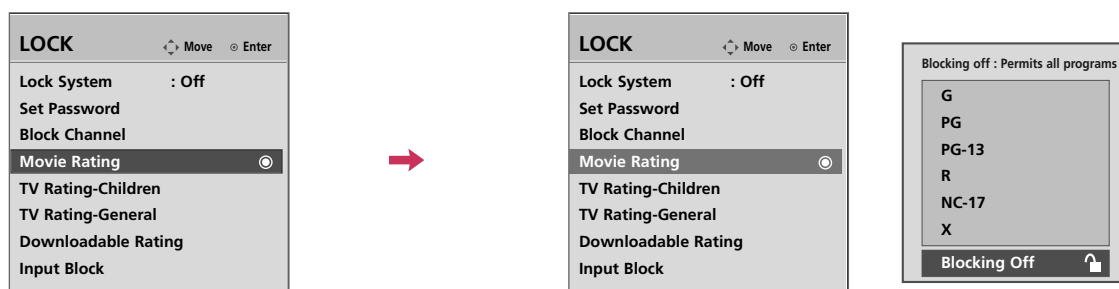 LOCK Move Enter
Lock System : Off
Set Password
Block Channel
Movie Rating
TV Rating-Children
TV Rating-General
Downloadable Rating
Input Block
LOCK Move Enter
Lock System : Off
Set Password
Block Channel
Movie Rating
TV Rating-Children
TV Rating-General
Downloadable Rating
Input Block
Blocking off : Permits all programs
G
PG
PG-13
R
NC-17
X
Blocking Off